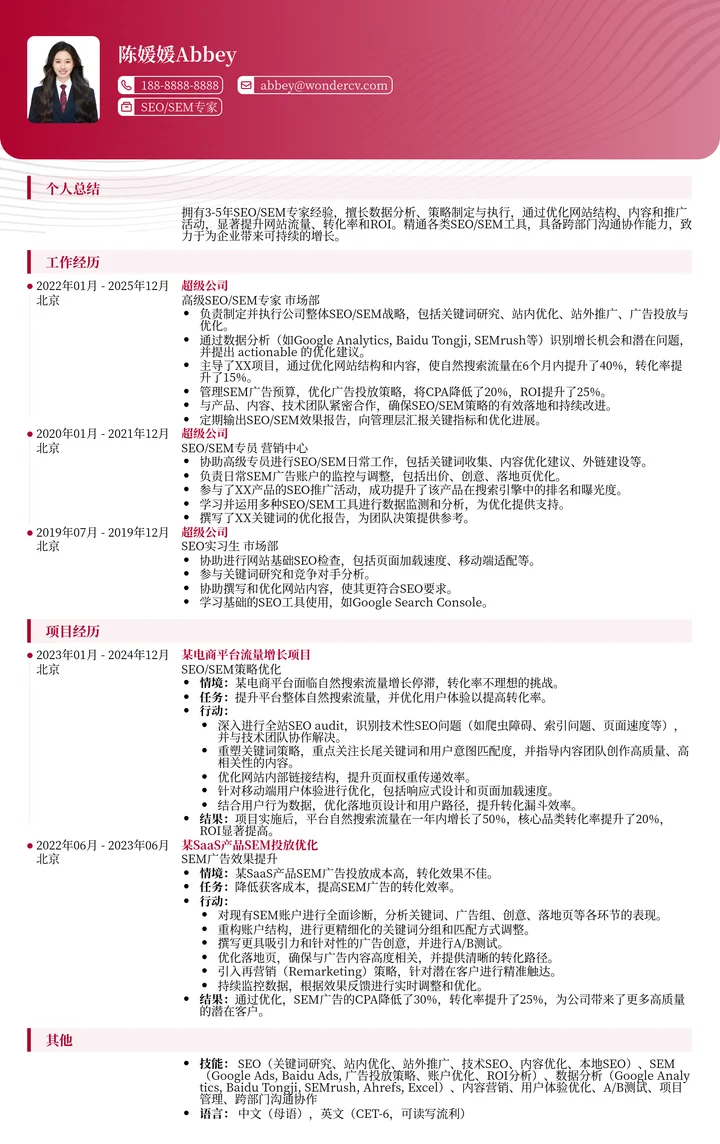 陈媛媛Abbey
188-8888-8888 abbey@wondercv.com
SEO/SEM专家
个人总结
拥有3-5年SEO/SEM专家经验，擅长数据分析、策略制定与执行，通过优化网站结构、内容和推广
活动，显著提升网站流量、转化率和ROI。精通各类SEO/SEM工具，具备跨部门沟通协作能力，致
力于为企业带来可持续的增长。
工作经历
2022年01月 - 2025年12月 超级公司
北京 高级SEO/SEM专家 市场部
• 负责制定并执行公司整体SEO/SEM战略，包括关键词研究、站内优化、站外推广、广告投放与
优化。
• 通过数据分析（如Google Analytics, Baidu Tongji, SEMrush等）识别增长机会和潜在问题，
并提出 actionable 的优化建议。
• 主导了XX项目，通过优化网站结构和内容，使自然搜索流量在6个月内提升了40%，转化率提
升了15%。
• 管理SEM广告预算，优化广告投放策略，将CPA降低了20%，ROI提升了25%。
• 与产品、内容、技术团队紧密合作，确保SEO/SEM策略的有效落地和持续改进。
• 定期输出SEO/SEM效果报告，向管理层汇报关键指标和优化进展。
2020年01月 - 2021年12月 超级公司
北京 SEO/SEM专员 营销中心
• 协助高级专员进行SEO/SEM日常工作，包括关键词收集、内容优化建议、外链建设等。
• 负责日常SEM广告账户的监控与调整，包括出价、创意、落地页优化。
• 参与了XX产品的SEO推广活动，成功提升了该产品在搜索引擎中的排名和曝光度。
• 学习并运用多种SEO/SEM工具进行数据监测和分析，为优化提供支持。
• 撰写了XX关键词的优化报告，为团队决策提供参考。
2019年07月 - 2019年12月 超级公司
北京 SEO实习生 市场部
• 协助进行网站基础SEO检查，包括页面加载速度、移动端适配等。
• 参与关键词研究和竞争对手分析。
• 协助撰写和优化网站内容，使其更符合SEO要求。
• 学习基础的SEO工具使用，如Google Search Console。
项目经历
2023年01月 - 2024年12月 某电商平台流量增长项目
北京 SEO/SEM策略优化
• 情境：某电商平台面临自然搜索流量增长停滞，转化率不理想的挑战。
• 任务：提升平台整体自然搜索流量，并优化用户体验以提高转化率。
• 行动：
• 深入进行全站SEO audit，识别技术性SEO问题（如爬虫障碍、索引问题、页面速度等），
并与技术团队协作解决。
• 重塑关键词策略，重点关注长尾关键词和用户意图匹配度，并指导内容团队创作高质量、高
相关性的内容。
• 优化网站内部链接结构，提升页面权重传递效率。
• 针对移动端用户体验进行优化，包括响应式设计和页面加载速度。
• 结合用户行为数据，优化落地页设计和用户路径，提升转化漏斗效率。
• 结果：项目实施后，平台自然搜索流量在一年内增长了50%，核心品类转化率提升了20%，
ROI显著提高。
2022年06月 - 2023年06月 某SaaS产品SEM投放优化
北京 SEM广告效果提升
• 情境：某SaaS产品SEM广告投放成本高，转化效果不佳。
• 任务：降低获客成本，提高SEM广告的转化效率。
• 行动：
• 对现有SEM账户进行全面诊断，分析关键词、广告组、创意、落地页等各环节的表现。
• 重构账户结构，进行更精细化的关键词分组和匹配方式调整。
• 撰写更具吸引力和针对性的广告创意，并进行A/B测试。
• 优化落地页，确保与广告内容高度相关，并提供清晰的转化路径。
• 引入再营销（Remarketing）策略，针对潜在客户进行精准触达。
• 持续监控数据，根据效果反馈进行实时调整和优化。
• 结果：通过优化，SEM广告的CPA降低了30%，转化率提升了25%，为公司带来了更多高质量
的潜在客户。
其他
• 技能： SEO（关键词研究、站内优化、站外推广、技术SEO、内容优化、本地SEO）、SEM
（Google Ads, Baidu Ads, 广告投放策略、账户优化、ROI分析）、数据分析（Google Analy
tics, Baidu Tongji, SEMrush, Ahrefs, Excel）、内容营销、用户体验优化、A/B测试、项目
管理、跨部门沟通协作
• 语言： 中文（母语），英文（CET-6，可读写流利）